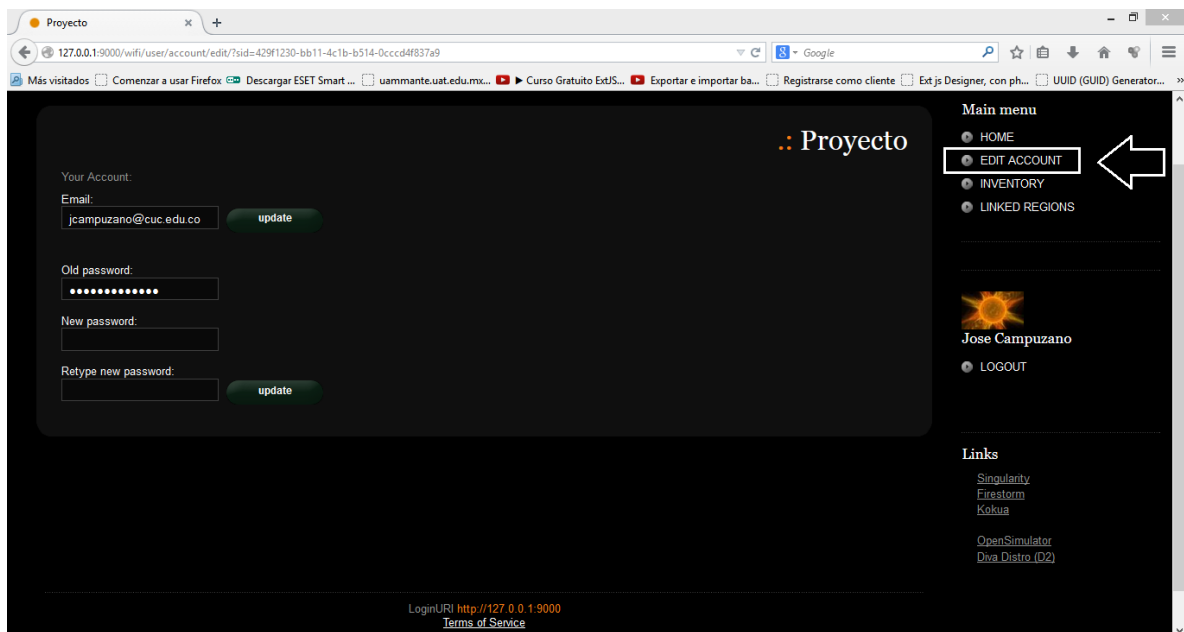 Proyecto
127.0.0.1:9000/wifi/user/account/edit/?sid=429f1230-bb11-4c1b-b514-0cccd4f837a9
Google
Más visitados Comenzar a usar Firefox Descargar ESET Smart ... uammante.uat.edu.mx... Curso Gratuito ExtJS... Exportar e importar ba... Registrarse como cliente Ext js Designer, con ph... UUID (GUID) Generator... »
.: Proyecto
Your Account:
Email:
jcampuzano@cuc.edu.co update
Old password:
•••••••••••••
New password:
Retype new password:
update
Main menu
HOME
EDIT ACCOUNT
INVENTORY
LINKED REGIONS
Jose Campuzano
LOGOUT
Links
Singularity
Firestorm
Kokua
OpenSimulator
Diva Distro (D2)
LoginURI http://127.0.0.1:9000
Terms of Service